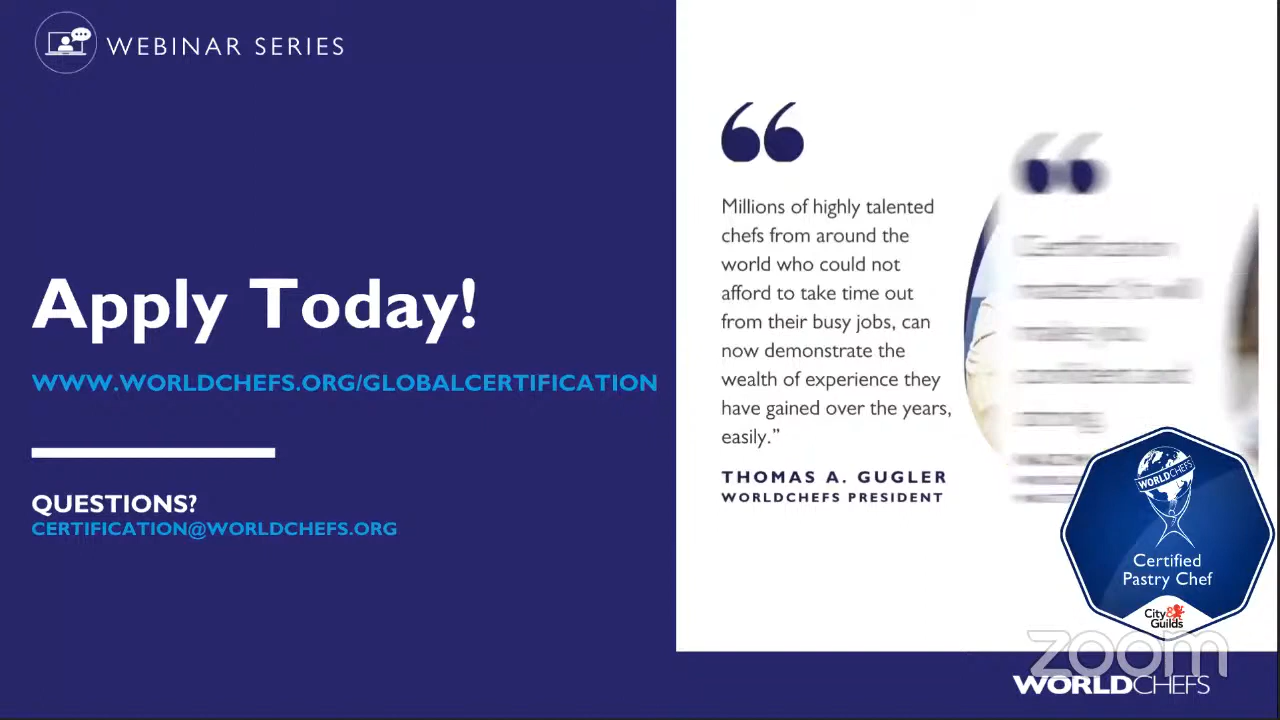 WEBINAR SERIES
Apply Today!
WWW.WORLDCHEFS.ORG/GLOBALCERTIFICATION
QUESTIONS?
CERTIFICATION@WORLDCHEFS.ORG
“
Millions of highly talented
chefs from around the
world who could not
afford to take time out
from their busy jobs, can
now demonstrate the
wealth of experience they
have gained over the years,
easily.”
THOMAS A. GUGLER
WORLDCHEFS PRESIDENT
WORLDCHEFS
Certified
Pastry Chef
City&
Guilds
zoom
WORLDCHEFS